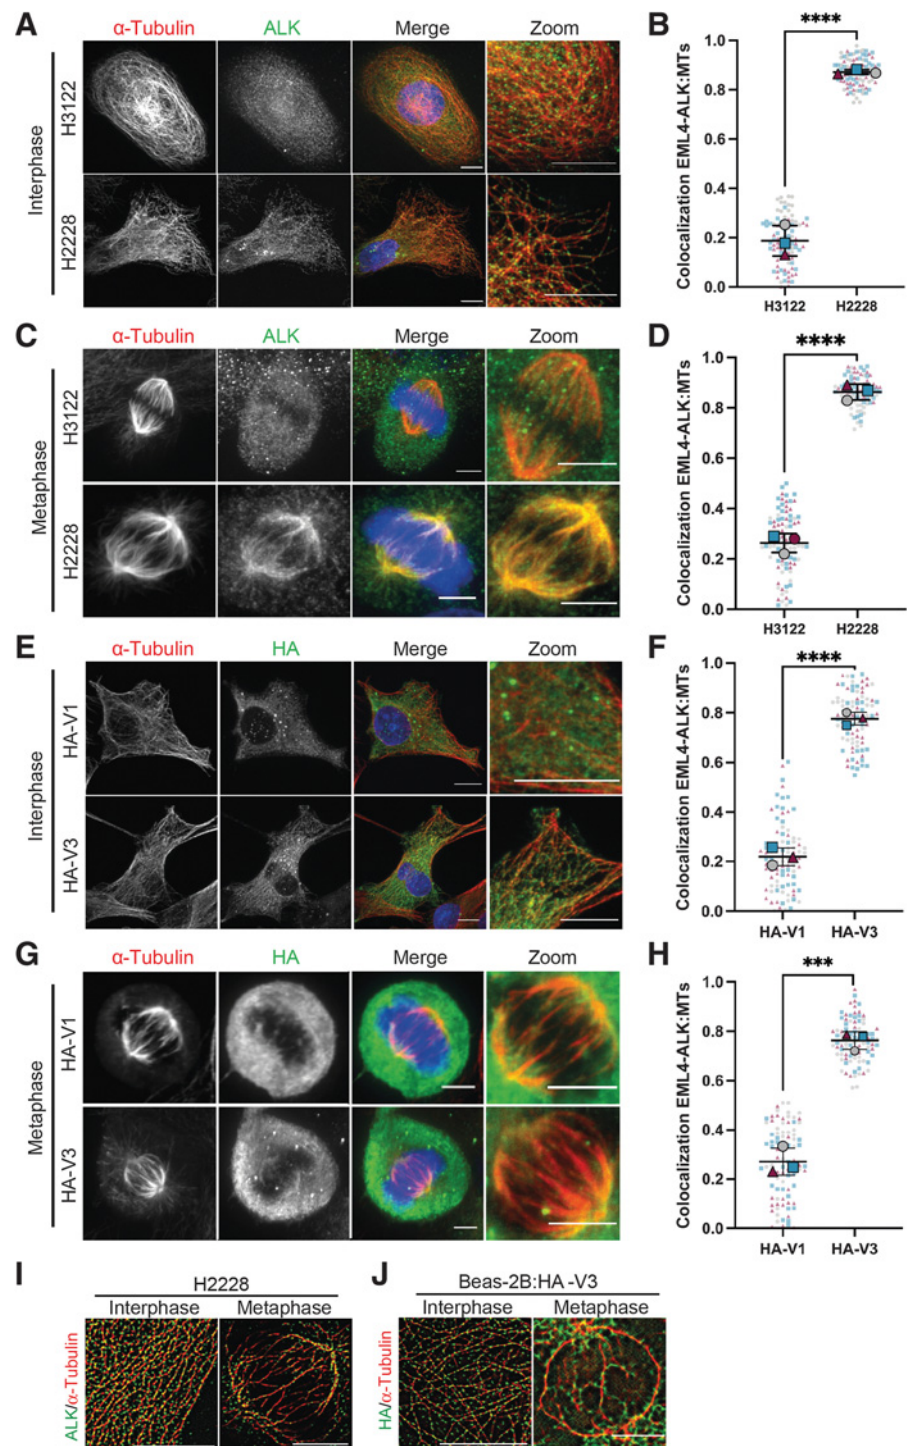 A
α-Tubulin ALK Merge Zoom
Interphase
H3122
H2228
B
****
Colocalization EML4-ALK:MTs
1.0
0.8
0.6
0.4
0.2
0.0
H3122 H2228
C
α-Tubulin ALK Merge Zoom
Metaphase
H3122
H2228
D
****
Colocalization EML4-ALK:MTs
1.0
0.8
0.6
0.4
0.2
0.0
H3122 H2228
E
α-Tubulin HA Merge Zoom
Interphase
HA-V1
HA-V3
F
****
Colocalization EML4-ALK:MTs
1.0
0.8
0.6
0.4
0.2
0.0
HA-V1 HA-V3
G
α-Tubulin HA Merge Zoom
Metaphase
HA-V1
HA-V3
H
***
Colocalization EML4-ALK:MTs
1.0
0.8
0.6
0.4
0.2
0.0
HA-V1 HA-V3
I
H2228
Interphase Metaphase
ALK/α-Tubulin
J
Beas-2B:HA -V3
Interphase Metaphase
HA/α-Tubulin